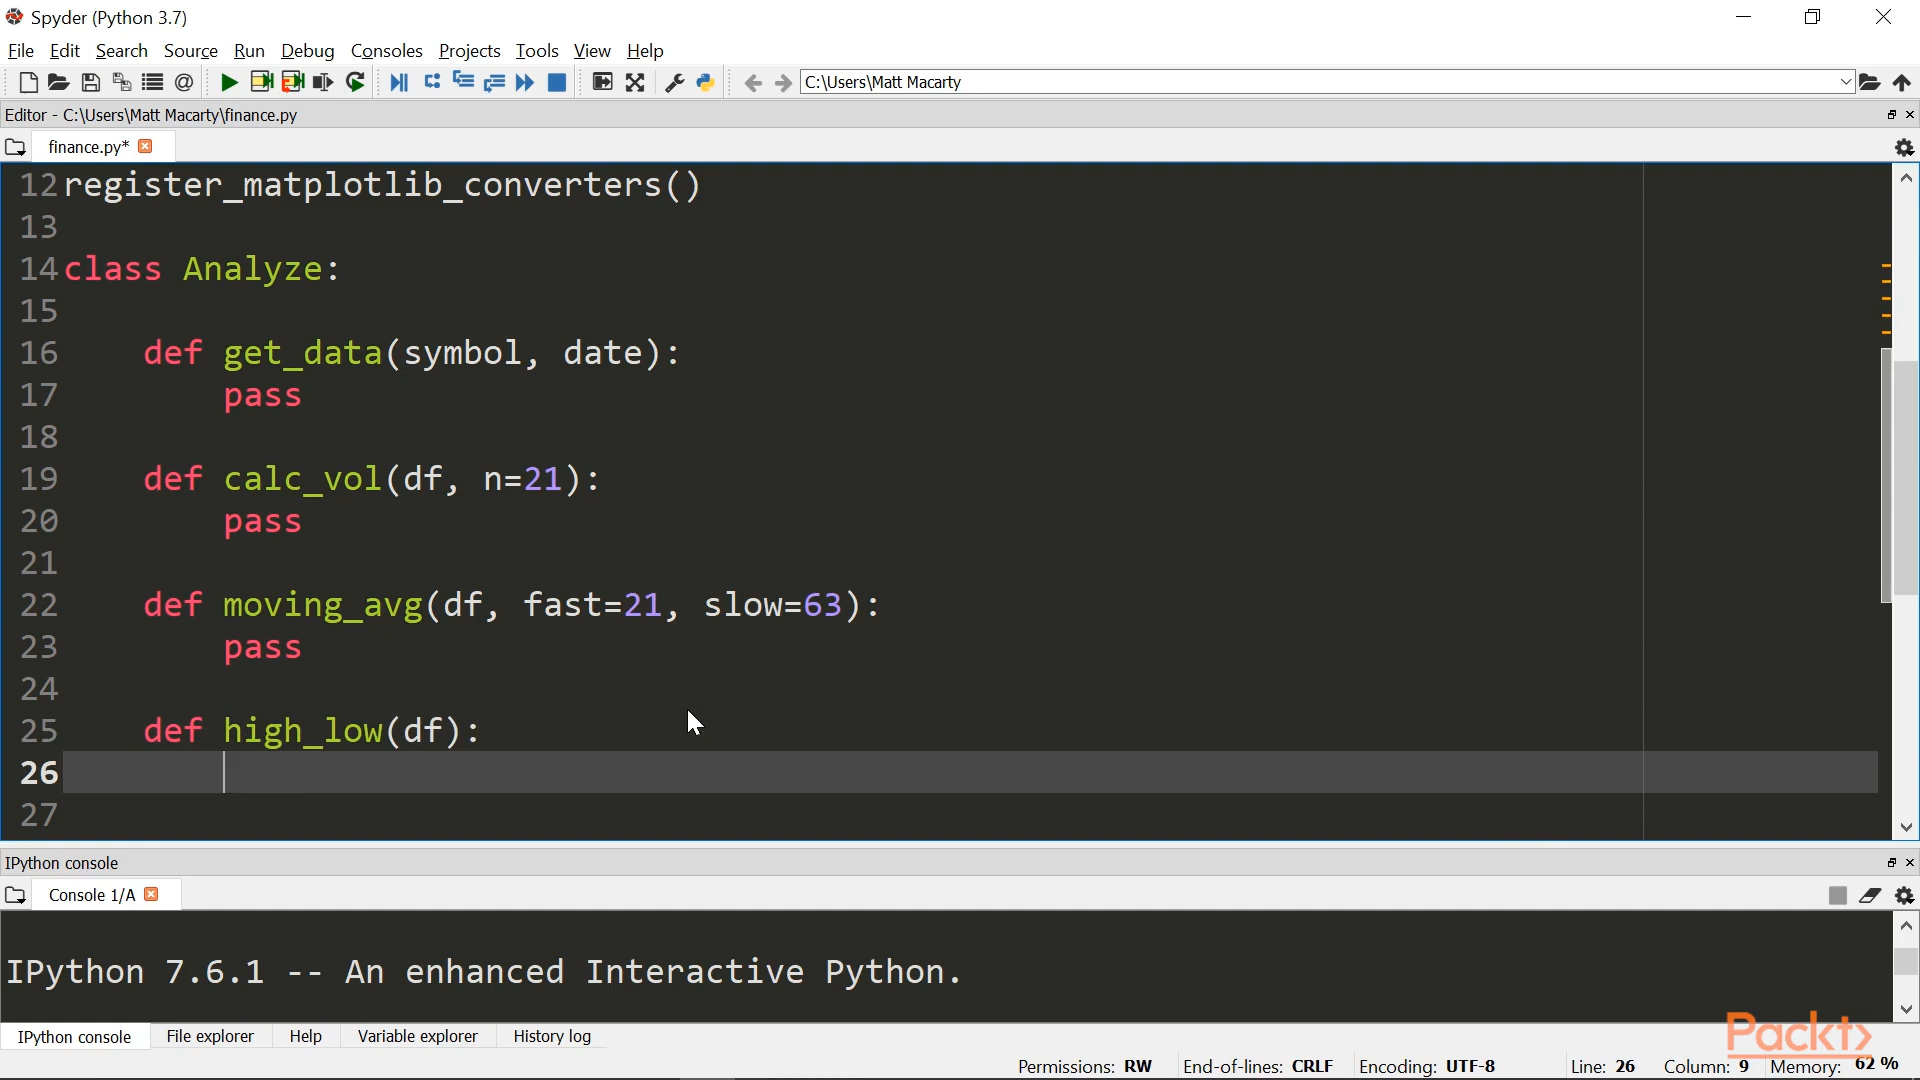 Spyder (Python 3.7)
File Edit Search Source Run Debug Consoles Projects Tools View Help
C:\Users\Matt Macarty
Editor - C:\Users\Matt Macarty\finance.py
finance.py*
12 register_matplotlib_converters()
13
14 class Analyze:
15
16     def get_data(symbol, date):
17         pass
18
19     def calc_vol(df, n=21):
20         pass
21
22     def moving_avg(df, fast=21, slow=63):
23         pass
24
25     def high_low(df):
26
27
IPython console
Console 1/A
IPython 7.6.1 -- An enhanced Interactive Python.
Packt>
IPython console File explorer Help Variable explorer History log
Permissions: RW End-of-lines: CRLF Encoding: UTF-8 Line: 26 Column: 9 Memory: 62 %